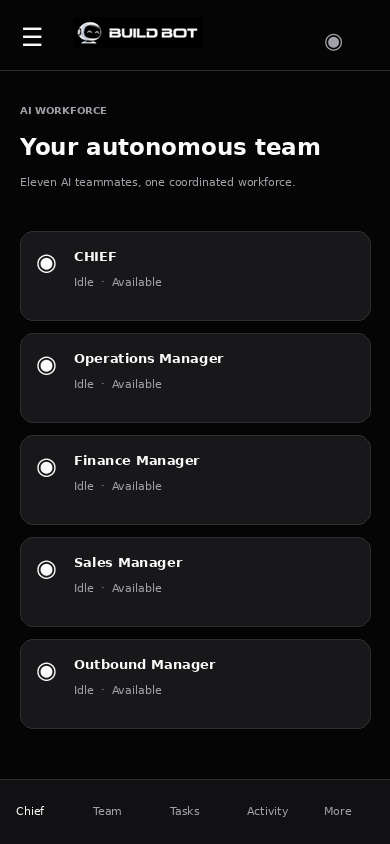 BUILD BOT
AI WORKFORCE
Your autonomous team
Eleven AI teammates, one coordinated workforce.
CHIEF
Idle · Available
Operations Manager
Idle · Available
Finance Manager
Idle · Available
Sales Manager
Idle · Available
Outbound Manager
Idle · Available
Chief Team Tasks Activity More